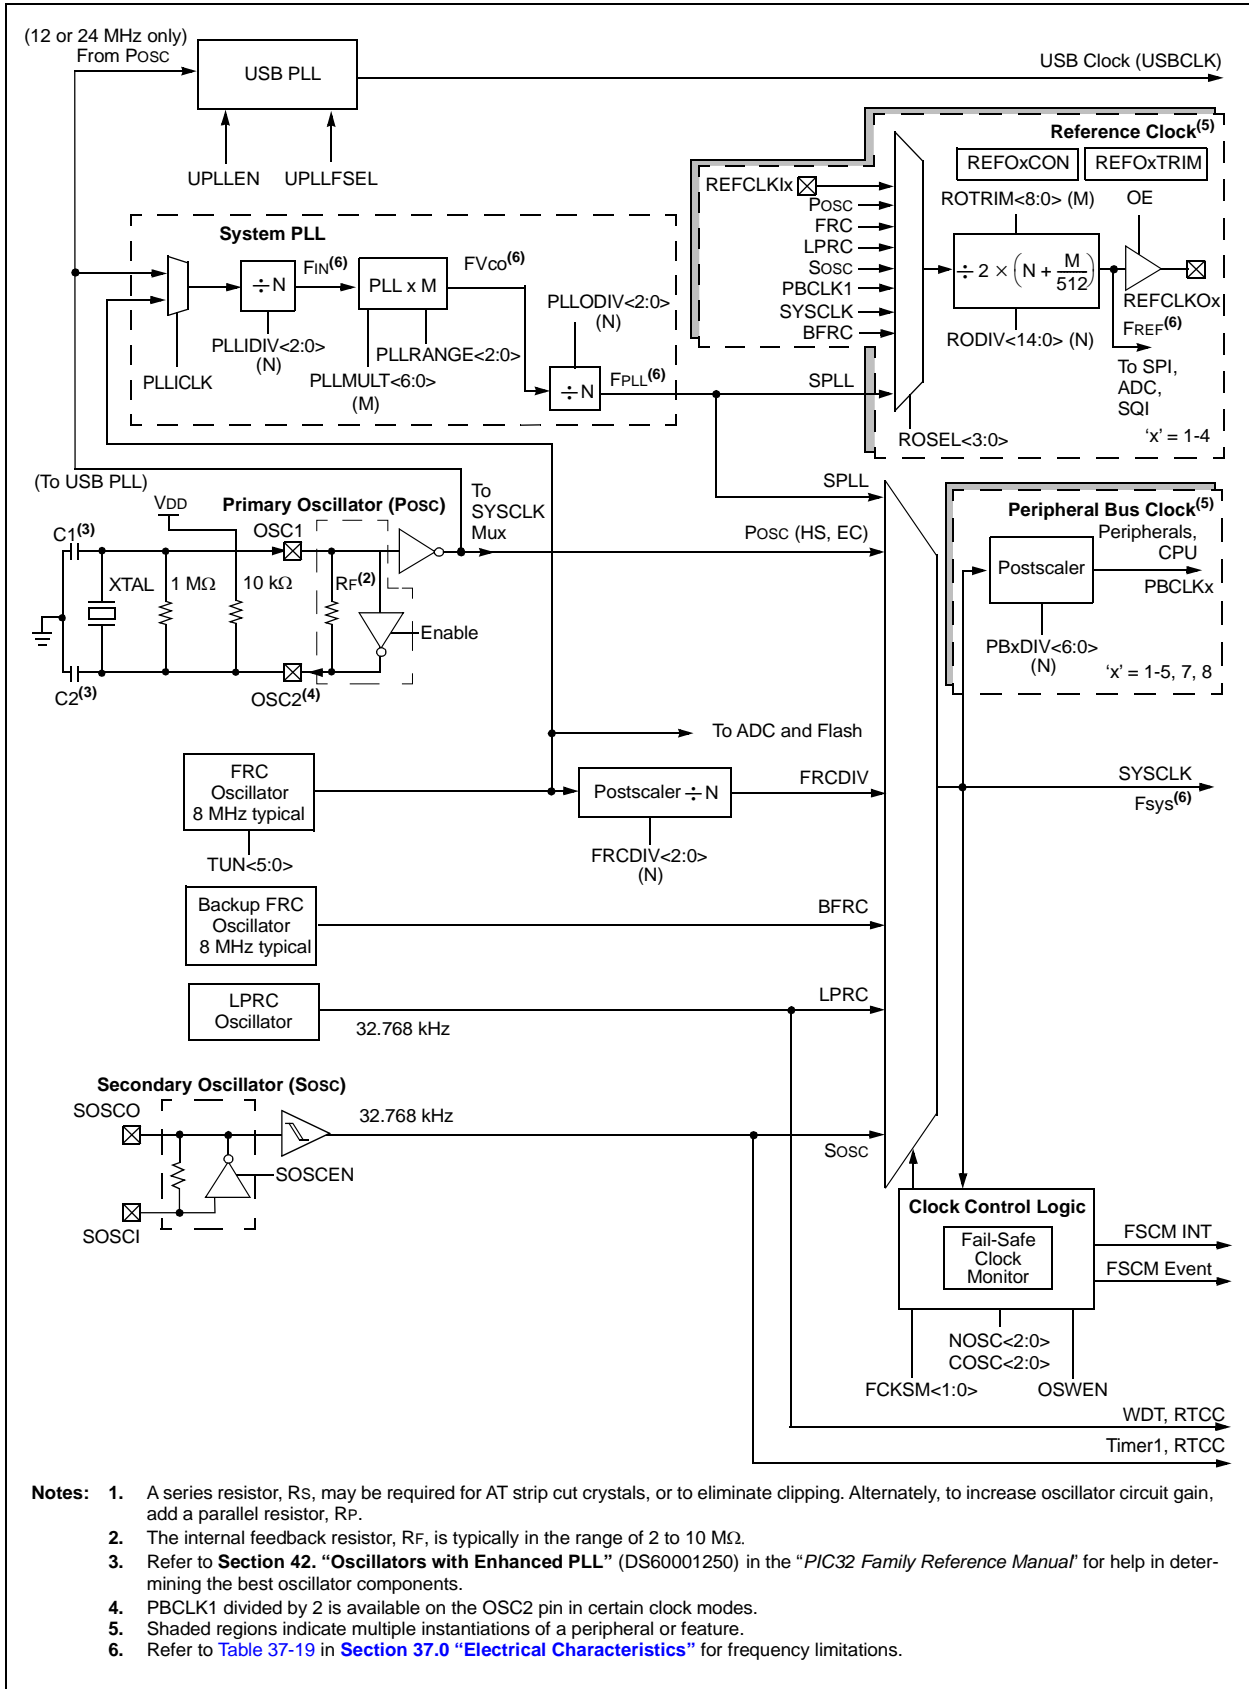 (12 or 24 MHz only)
From POSC
USB PLL
USB Clock (USBCLK)
UPLLEN
UPLLFSEL
Reference Clock(5)
REFOxCON
REFOxTRIM
REFCLKIx
POSC
FRC
LPRC
SOSC
PBCLK1
SYSCLK
BFRC
ROTRIM<8:0> (M)
OE
÷ 2 × (N + M/512)
REFCLKOx
RODIV<14:0> (N)
FREF(6)
To SPI,
ADC,
SQI
'x' = 1-4
ROSEL<3:0>
System PLL
FIN(6)
FVco(6)
÷ N
PLL x M
PLLODIV<2:0>
(N)
PLLIDIV<2:0>
(N)
PLLRANGE<2:0>
PLLICLK
PLLMULT<6:0>
(M)
÷ N
FPLL(6)
SPLL
(To USB PLL)
VDD
Primary Oscillator (POSC)
To
SYSCLK
Mux
SPLL
C1(3)
OSC1
POSC (HS, EC)
XTAL
1 MΩ
10 kΩ
RF(2)
Enable
C2(3)
OSC2(4)
Peripheral Bus Clock(5)
Peripherals,
CPU
Postscaler
PBCLKx
PBxDIV<6:0>
(N)
'x' = 1-5, 7, 8
To ADC and Flash
FRC
Oscillator
8 MHz typical
Postscaler ÷ N
FRCDIV
SYSCLK
Fsys(6)
TUN<5:0>
FRCDIV<2:0>
(N)
Backup FRC
Oscillator
8 MHz typical
BFRC
LPRC
Oscillator
32.768 kHz
LPRC
Secondary Oscillator (SOSC)
SOSCO
32.768 kHz
SOSC
SOSCEN
SOSCI
Clock Control Logic
Fail-Safe
Clock
Monitor
FSCM INT
FSCM Event
NOSC<2:0>
COSC<2:0>
FCKSM<1:0>
OSWEN
WDT, RTCC
Timer1, RTCC
Notes: 1. A series resistor, RS, may be required for AT strip cut crystals, or to eliminate clipping. Alternately, to increase oscillator circuit gain,
add a parallel resistor, RP.
2. The internal feedback resistor, RF, is typically in the range of 2 to 10 MΩ.
3. Refer to Section 42. “Oscillators with Enhanced PLL” (DS60001250) in the “PIC32 Family Reference Manual” for help in deter-
mining the best oscillator components.
4. PBCLK1 divided by 2 is available on the OSC2 pin in certain clock modes.
5. Shaded regions indicate multiple instantiations of a peripheral or feature.
6. Refer to Table 37-19 in Section 37.0 “Electrical Characteristics” for frequency limitations.